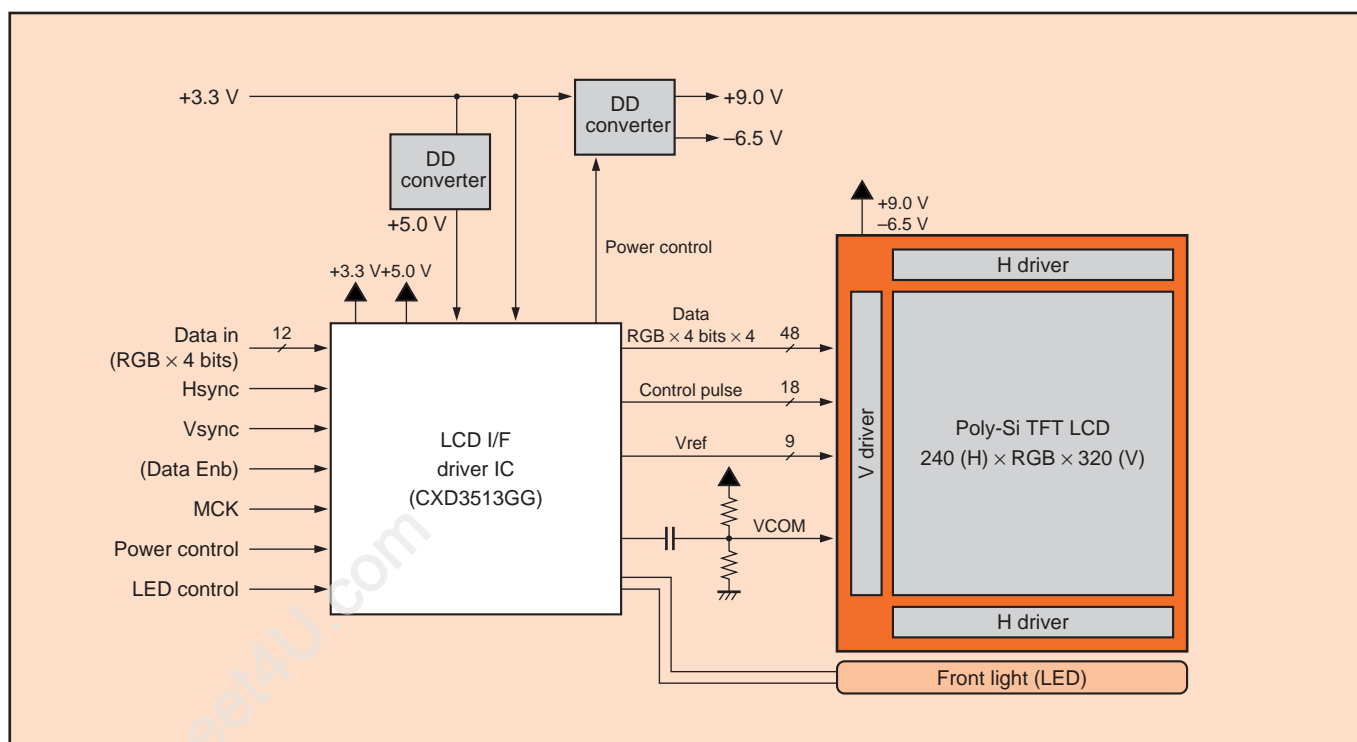 +3.3 V
DD
converter
+9.0 V
–6.5 V
DD
converter
+5.0 V
Power control
+9.0 V
–6.5 V
+3.3 V+5.0 V
H driver
Data in
(RGB × 4 bits)
12
Hsync
Vsync
(Data Enb)
MCK
Power control
LED control
LCD I/F
driver IC
(CXD3513GG)
Data
RGB × 4 bits × 4
48
Control pulse
18
Vref
9
VCOM
V driver
Poly-Si TFT LCD
240 (H) × RGB × 320 (V)
H driver
Front light (LED)
eet4U.com